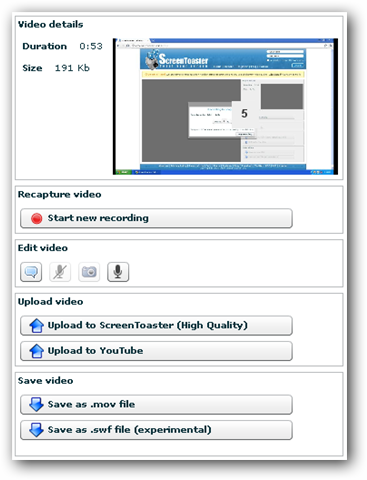 Video details
Duration 0:53
Size 191 Kb
ScreenToaster
5
Recapture video
Start new recording
Edit video
Upload video
Upload to ScreenToaster (High Quality)
Upload to YouTube
Save video
Save as .mov file
Save as .swf file (experimental)